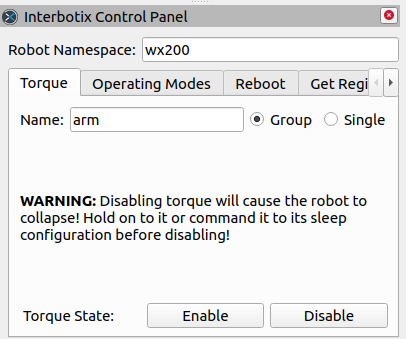 Interbotix Control Panel
Robot Namespace: wx200
Torque Operating Modes Reboot Get Regi
Name: arm Group Single
WARNING: Disabling torque will cause the robot to
collapse! Hold on to it or command it to its sleep
configuration before disabling!
Torque State: Enable Disable